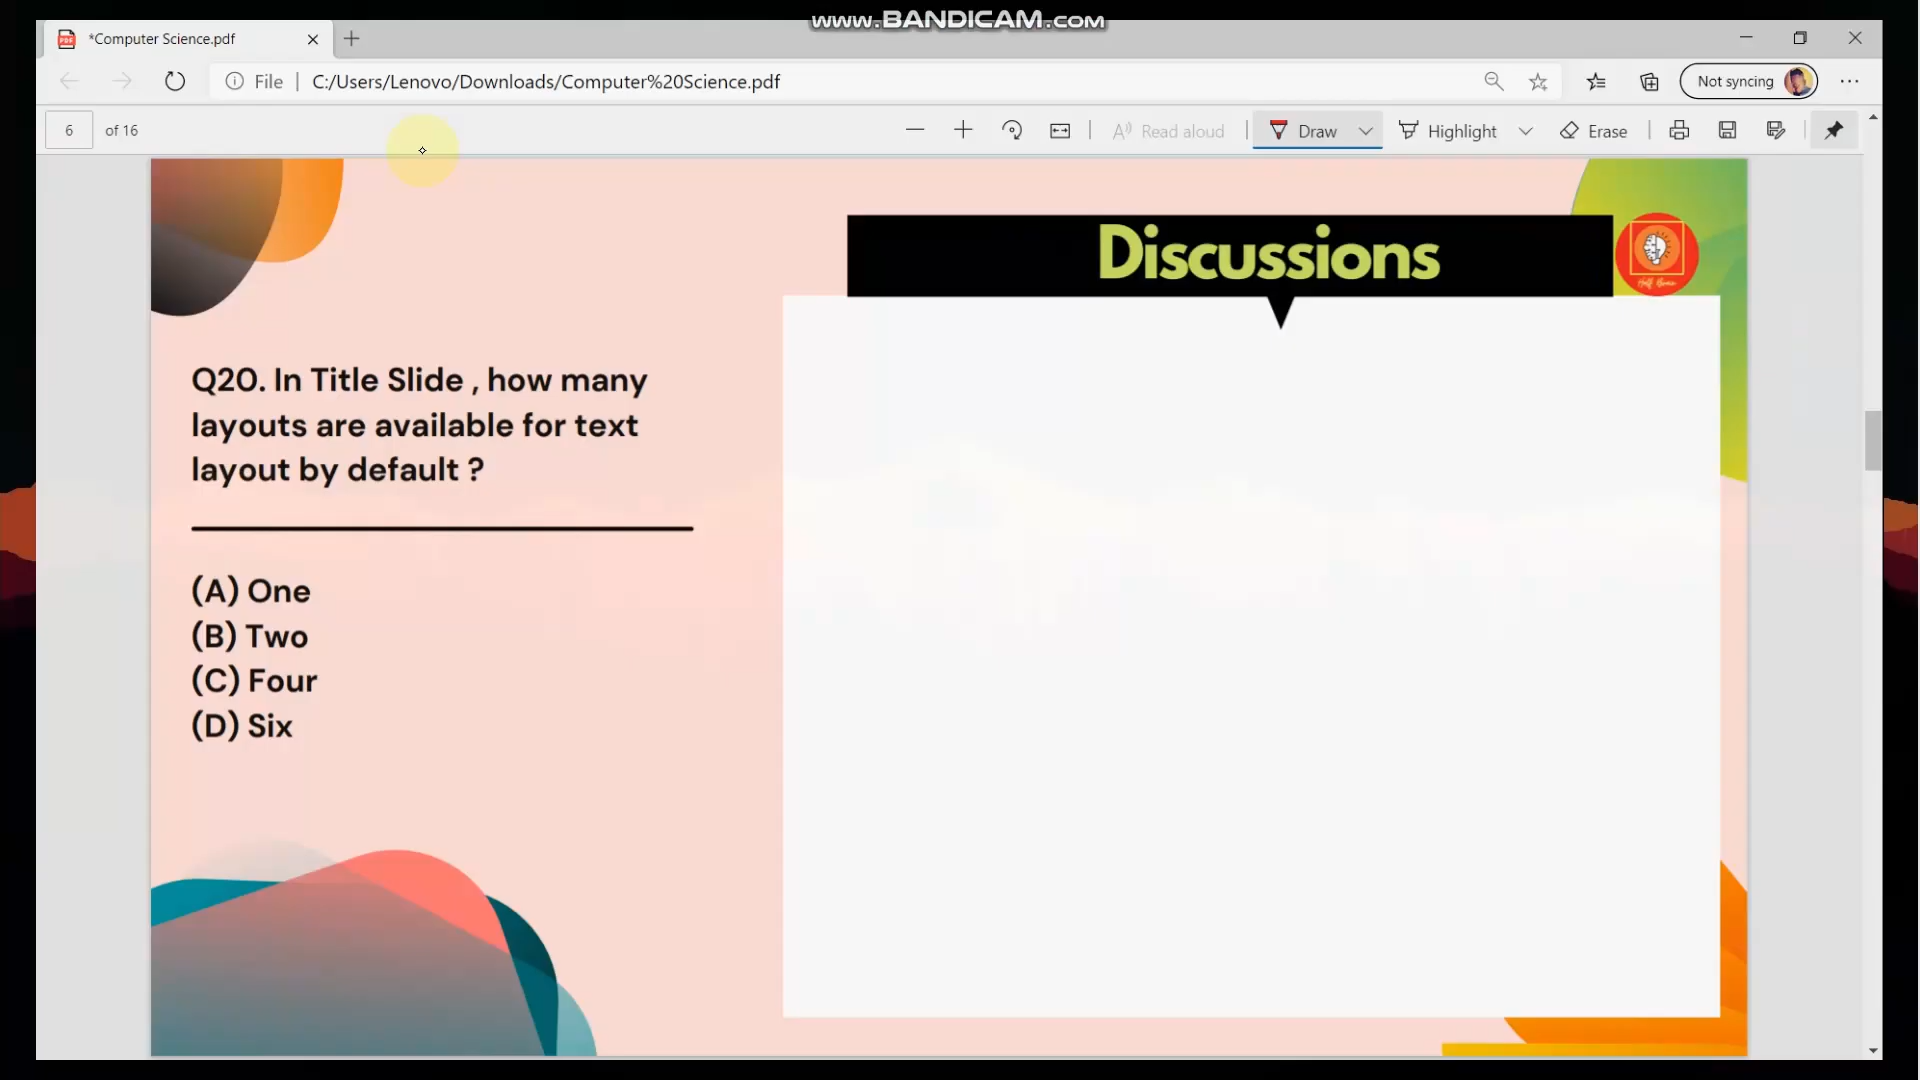 www.BANDICAM.com
*Computer Science.pdf
File
C:/Users/Lenovo/Downloads/Computer%20Science.pdf
Not syncing
6 of 16
Read aloud
Draw
Highlight
Erase
Discussions
Half Brain
Q20. In Title Slide , how many
layouts are available for text
layout by default ?
(A) One
(B) Two
(C) Four
(D) Six